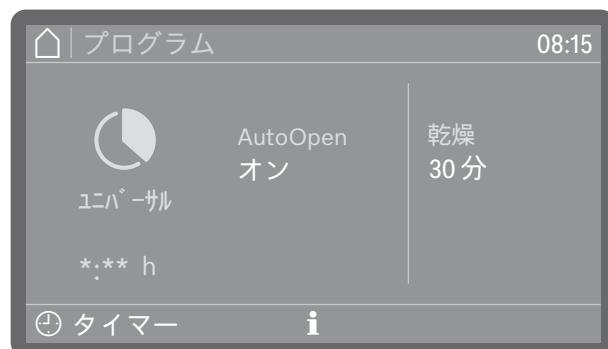 プログラム 08:15
AutoOpen
オン
乾燥
30 分
ユニバーサル
*:** h
タイマー i